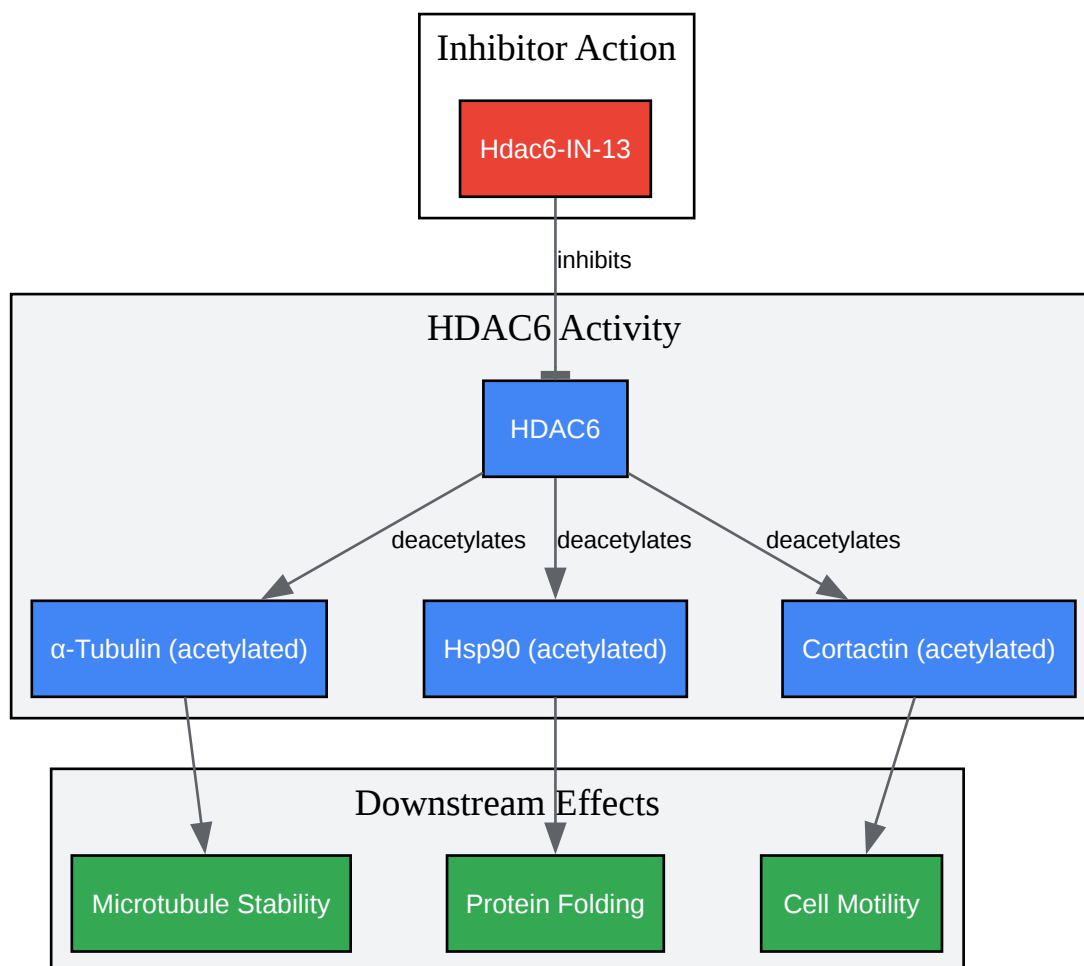 Inhibitor Action
Hdac6-IN-13
inhibits
HDAC6 Activity
HDAC6
deacetylates
deacetylates
deacetylates
α-Tubulin (acetylated)
Hsp90 (acetylated)
Cortactin (acetylated)
Downstream Effects
Microtubule Stability
Protein Folding
Cell Motility